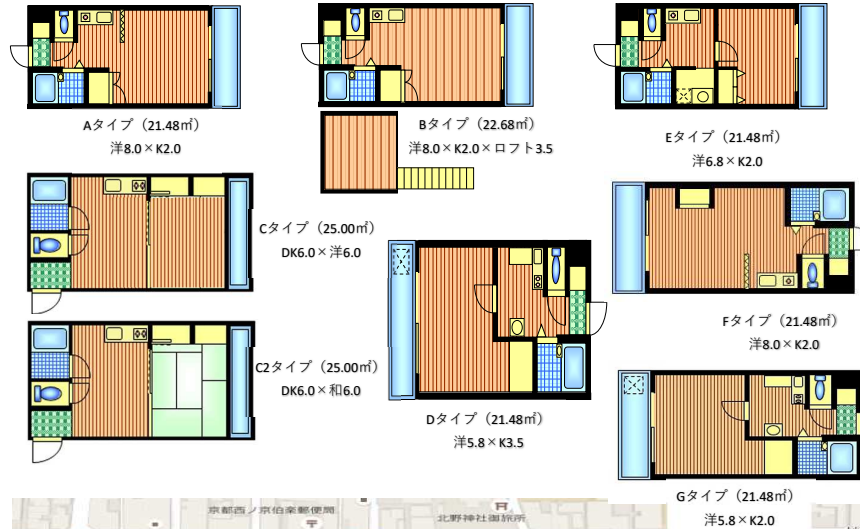 Aタイプ（21.48㎡）
洋8.0×K2.0
Bタイプ（22.68㎡）
洋8.0×K2.0×ロフト3.5
Eタイプ（21.48㎡）
洋6.8×K2.0
Cタイプ（25.00㎡）
DK6.0×洋6.0
Fタイプ（21.48㎡）
洋8.0×K2.0
C2タイプ（25.00㎡）
DK6.0×和6.0
Dタイプ（21.48㎡）
洋5.8×K3.5
Gタイプ（21.48㎡）
洋5.8×K2.0
京都西ノ京伯楽郵便局
北野神社御旅所